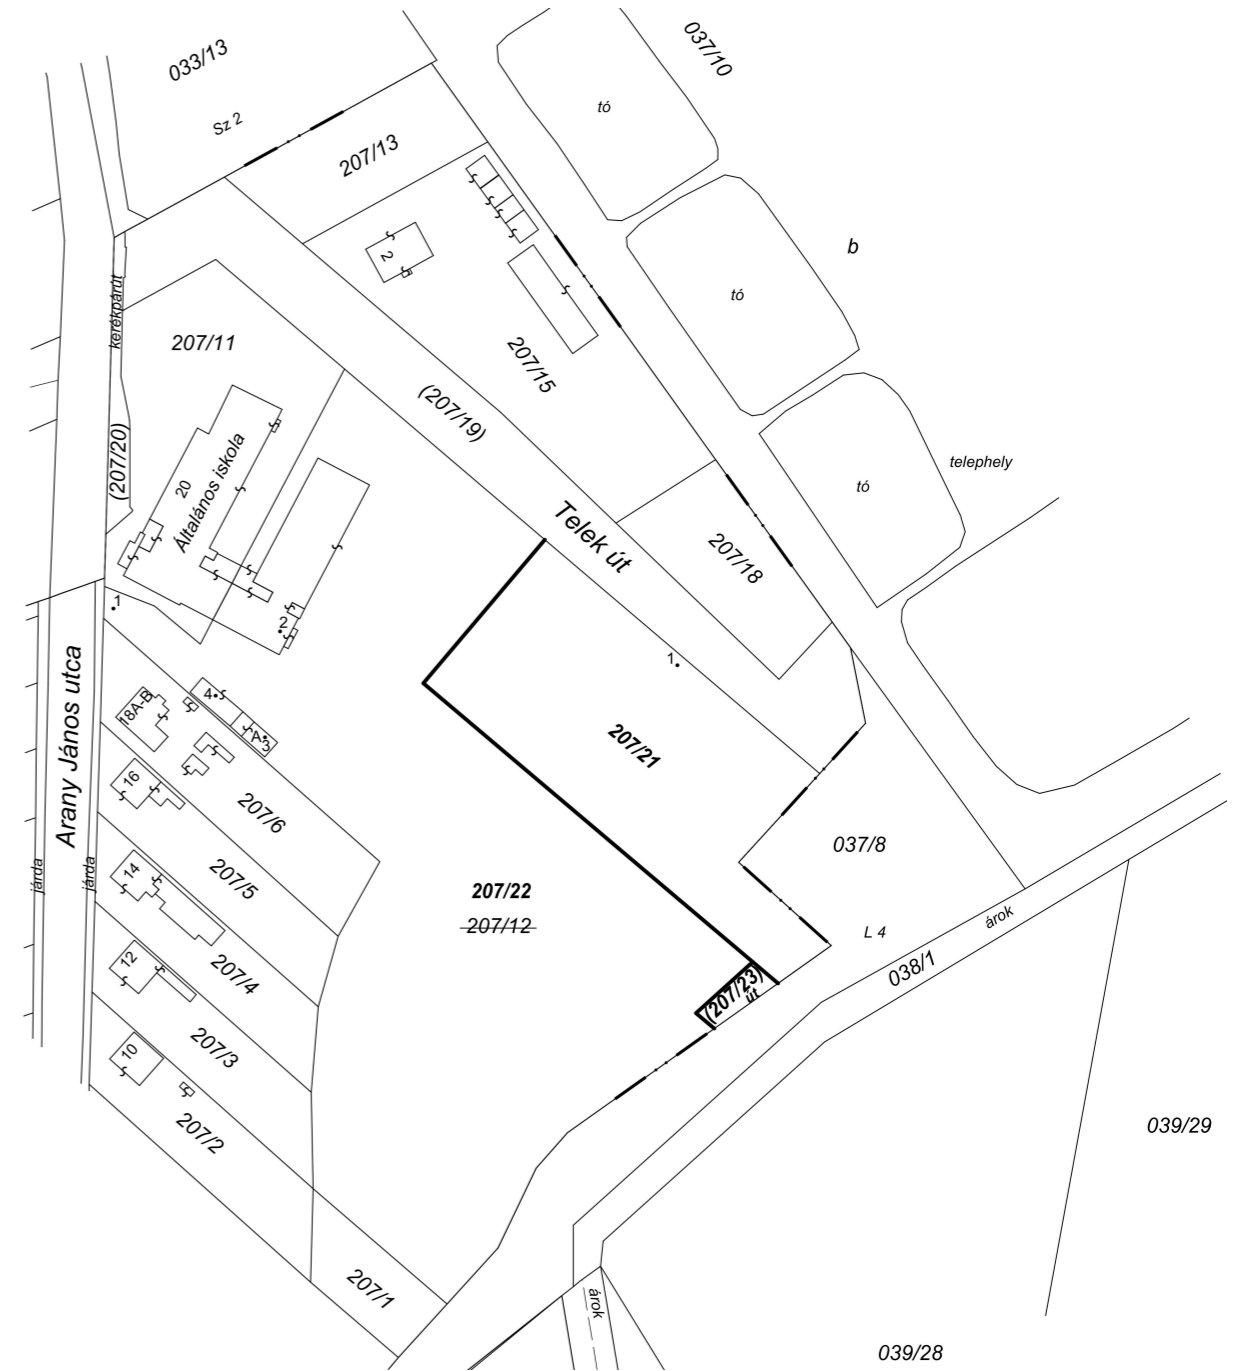 033/13
037/10
Sz 2
tó
207/13
b
2
tó
kerékpárút
207/11
207/15
(207/19)
(207/20)
20
Általános iskola
telephely
tó
Telek út
207/18
1
2
1
Arany János utca
4
A
3
18A-B
207/21
16
207/6
037/8
járda
járda
14
207/5
207/22
207/12
L 4
árok
12
207/4
038/1
(207/23)
út
10
207/3
207/2
039/29
207/1
árok
039/28